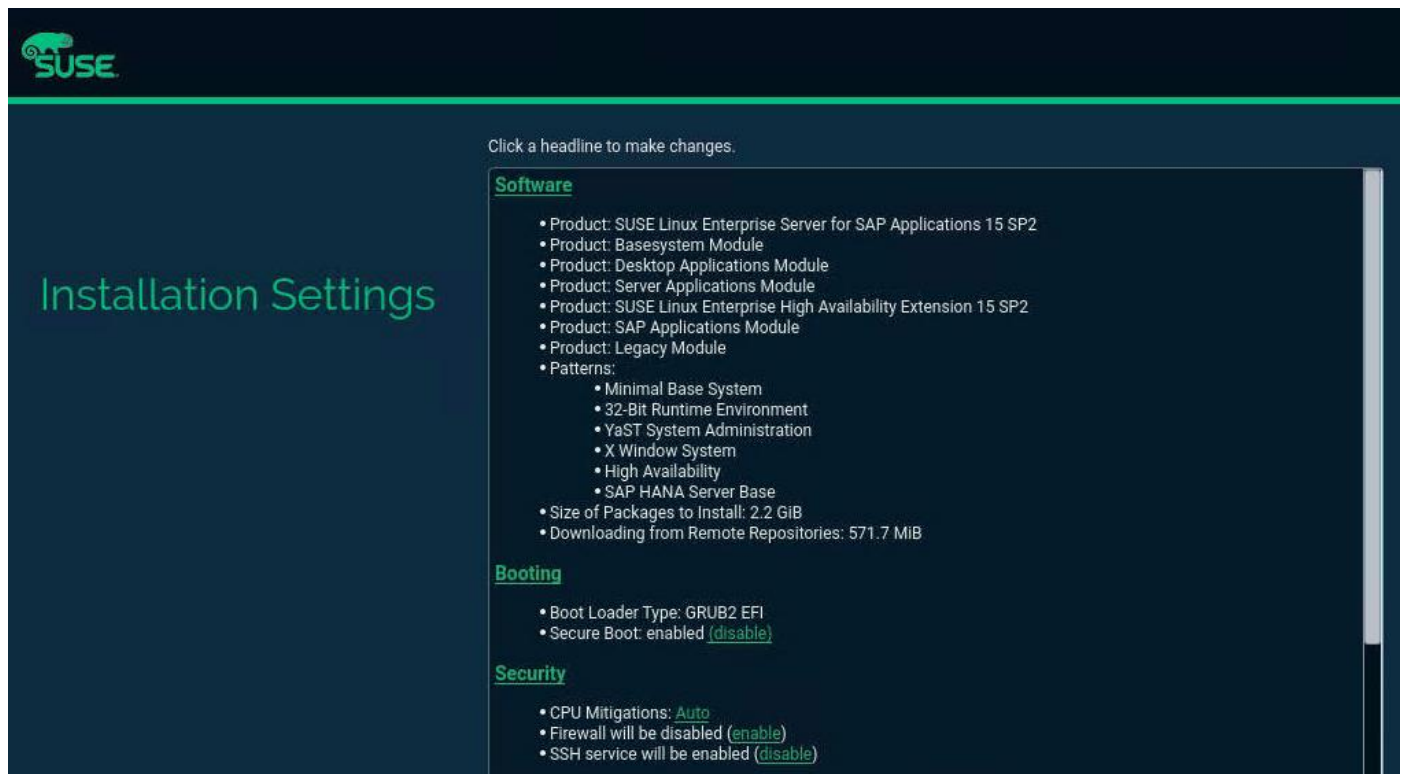 SUSE
Click a headline to make changes.
Installation Settings
Software
• Product: SUSE Linux Enterprise Server for SAP Applications 15 SP2
• Product: Basesystem Module
• Product: Desktop Applications Module
• Product: Server Applications Module
• Product: SUSE Linux Enterprise High Availability Extension 15 SP2
• Product: SAP Applications Module
• Product: Legacy Module
• Patterns:
• Minimal Base System
• 32-Bit Runtime Environment
• YaST System Administration
• X Window System
• High Availability
• SAP HANA Server Base
• Size of Packages to Install: 2.2 GiB
• Downloading from Remote Repositories: 571.7 MiB
Booting
• Boot Loader Type: GRUB2 EFI
• Secure Boot: enabled (disable)
Security
• CPU Mitigations: Auto
• Firewall will be disabled (enable)
• SSH service will be enabled (disable)